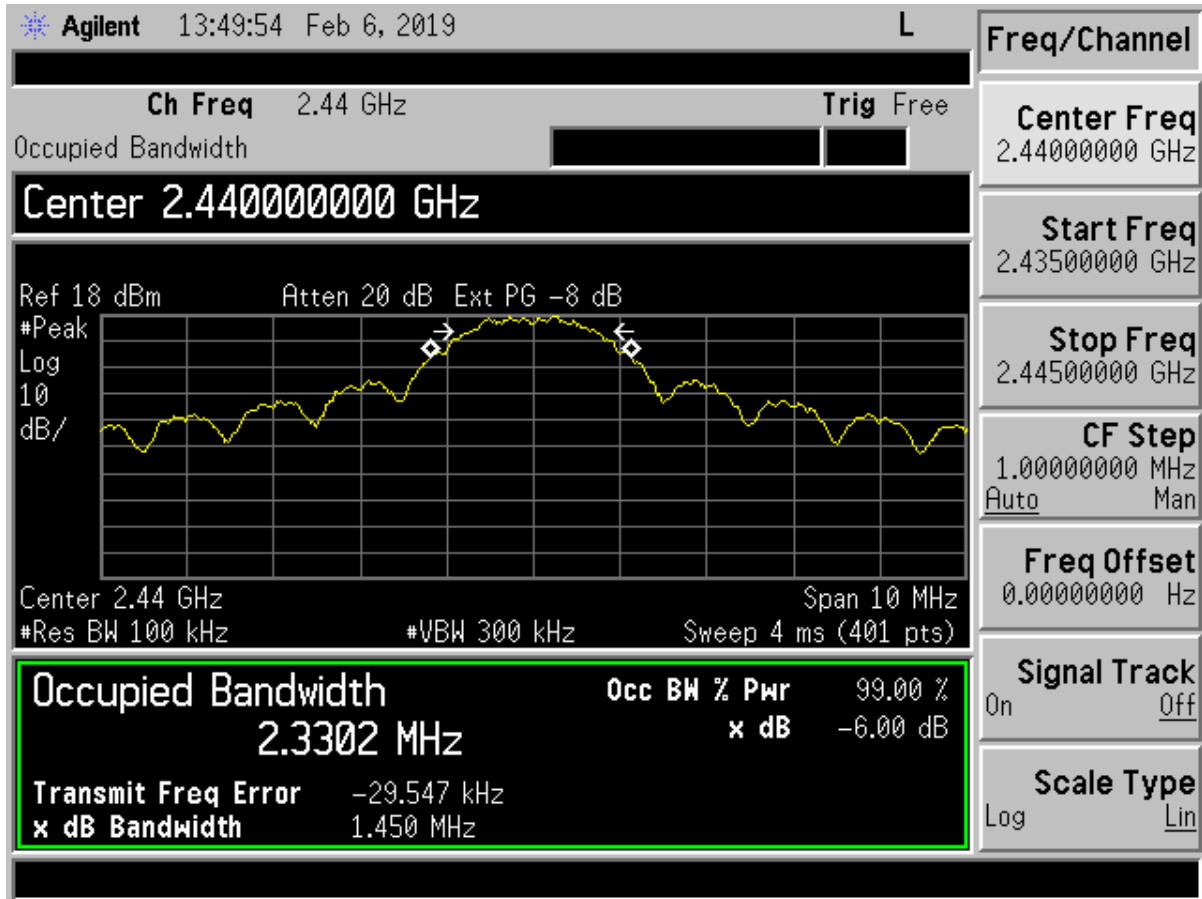 Agilent 13:49:54 Feb 6, 2019 L
Freq/Channel
Ch Freq 2.44 GHz Trig Free
Occupied Bandwidth
Center 2.440000000 GHz
Ref 18 dBm Atten 20 dB Ext PG -8 dB
#Peak
Log
10
dB/
Center 2.44 GHz Span 10 MHz
#Res BW 100 kHz #VBW 300 kHz Sweep 4 ms (401 pts)
Occupied Bandwidth Occ BW % Pwr 99.00 %
2.3302 MHz x dB -6.00 dB
Transmit Freq Error -29.547 kHz
x dB Bandwidth 1.450 MHz
Center Freq
2.44000000 GHz
Start Freq
2.43500000 GHz
Stop Freq
2.44500000 GHz
CF Step
1.00000000 MHz
Auto Man
Freq Offset
0.00000000 Hz
Signal Track
On Off
Scale Type
Log Lin